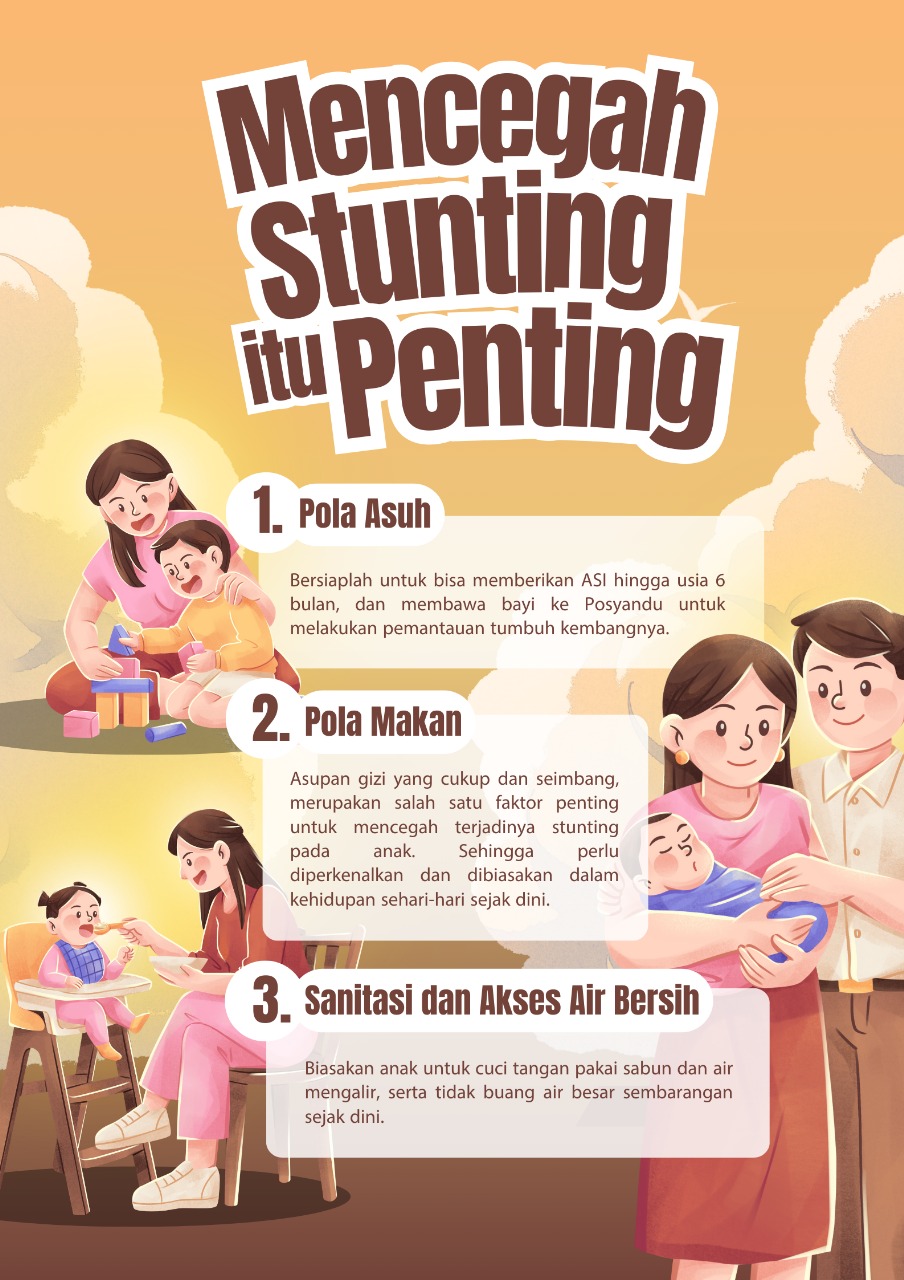 Mencegah
Stunting
itu Penting
1. Pola Asuh
Bersiaplah untuk bisa memberikan ASI hingga usia 6
bulan, dan membawa bayi ke Posyandu untuk
melakukan pemantauan tumbuh kembangnya.
2. Pola Makan
Asupan gizi yang cukup dan seimbang,
merupakan salah satu faktor penting
untuk mencegah terjadinya stunting
pada anak. Sehingga perlu
diperkenalkan dan dibiasakan dalam
kehidupan sehari-hari sejak dini.
3. Sanitasi dan Akses Air Bersih
Biasakan anak untuk cuci tangan pakai sabun dan air
mengalir, serta tidak buang air besar sembarangan
sejak dini.